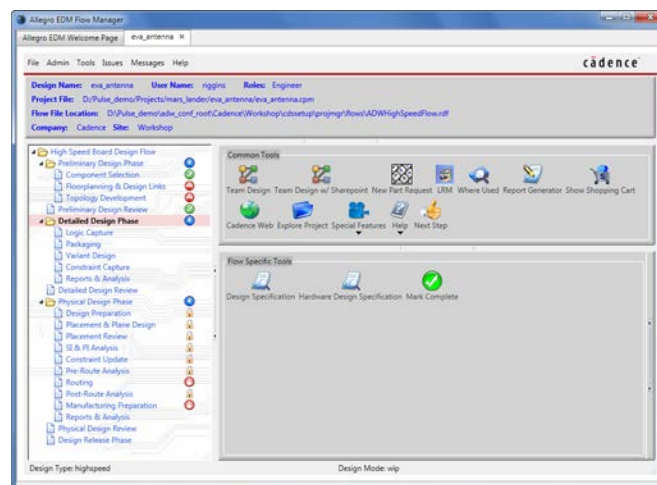 Allegro EDM Flow Manager
Allegro EDM Welcome Page eva_antenna
File Admin Tools Issues Messages Help
cādence
Design Name: eva_antenna User Name: riggins Roles: Engineer
Project File: D:/Pulse_demo/Projects/mars_lander/eva_antenna/eva_antenna.cpm
Flow File Location: D:\Pulse_demo\adw_conf_root\Cadence\Workshop\cdssetup\projmgr\flows\ADWHighSpeedFlow.rdf
Company: Cadence Site: Workshop
High Speed Board Design Flow
Preliminary Design Phase
Component Selection
Floorplanning & Design Links
Topology Development
Preliminary Design Review
Detailed Design Phase
Logic Capture
Packaging
Variant Design
Constraint Capture
Reports & Analysis
Detailed Design Review
Physical Design Phase
Design Preparation
Placement & Plane Design
Placement Review
SI & PI Analysis
Constraint Update
Pre-Route Analysis
Routing
Post-Route Analysis
Manufacturing Preparation
Reports & Analysis
Physical Design Review
Design Release Phase
Common Tools
Team Design Team Design w/ Sharepoint New Part Request LRM Where Used Report Generator Show Shopping Cart
Cadence Web Explore Project Special Features Help Next Step
Flow Specific Tools
Design Specification Hardware Design Specification Mark Complete
Design Type: highspeed Design Mode: wip